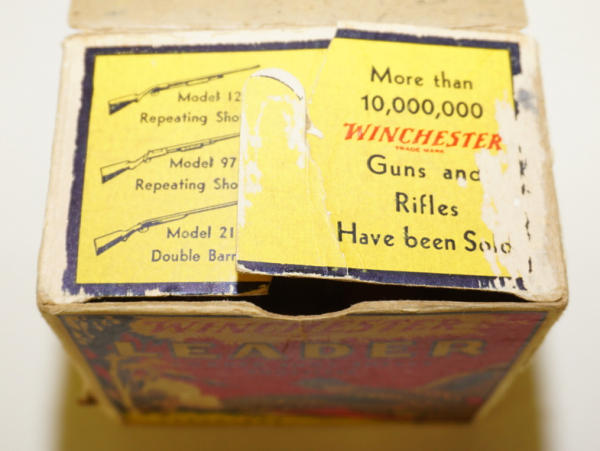 Model 12
Repeating Sho
Model 97
Repeating Sho
Model 21
Double Barr
More than
10,000,000
WINCHESTER
TRADE-MARK
Guns and
Rifles
Have been Sold
WINCHESTER
LEADER